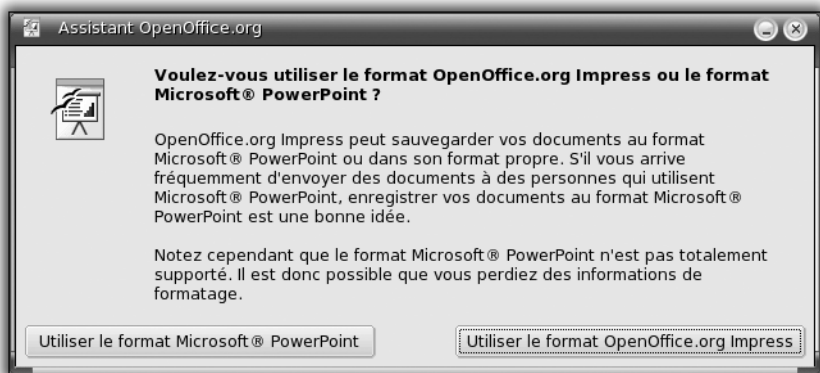 Assistant OpenOffice.org
Voulez-vous utiliser le format OpenOffice.org Impress ou le format
Microsoft® PowerPoint ?
OpenOffice.org Impress peut sauvegarder vos documents au format
Microsoft® PowerPoint ou dans son format propre. S'il vous arrive
fréquemment d'envoyer des documents à des personnes qui utilisent
Microsoft® PowerPoint, enregistrer vos documents au format Microsoft®
PowerPoint est une bonne idée.
Notez cependant que le format Microsoft® PowerPoint n'est pas totalement
supporté. Il est donc possible que vous perdiez des informations de
formatage.
Utiliser le format Microsoft® PowerPoint
Utiliser le format OpenOffice.org Impress